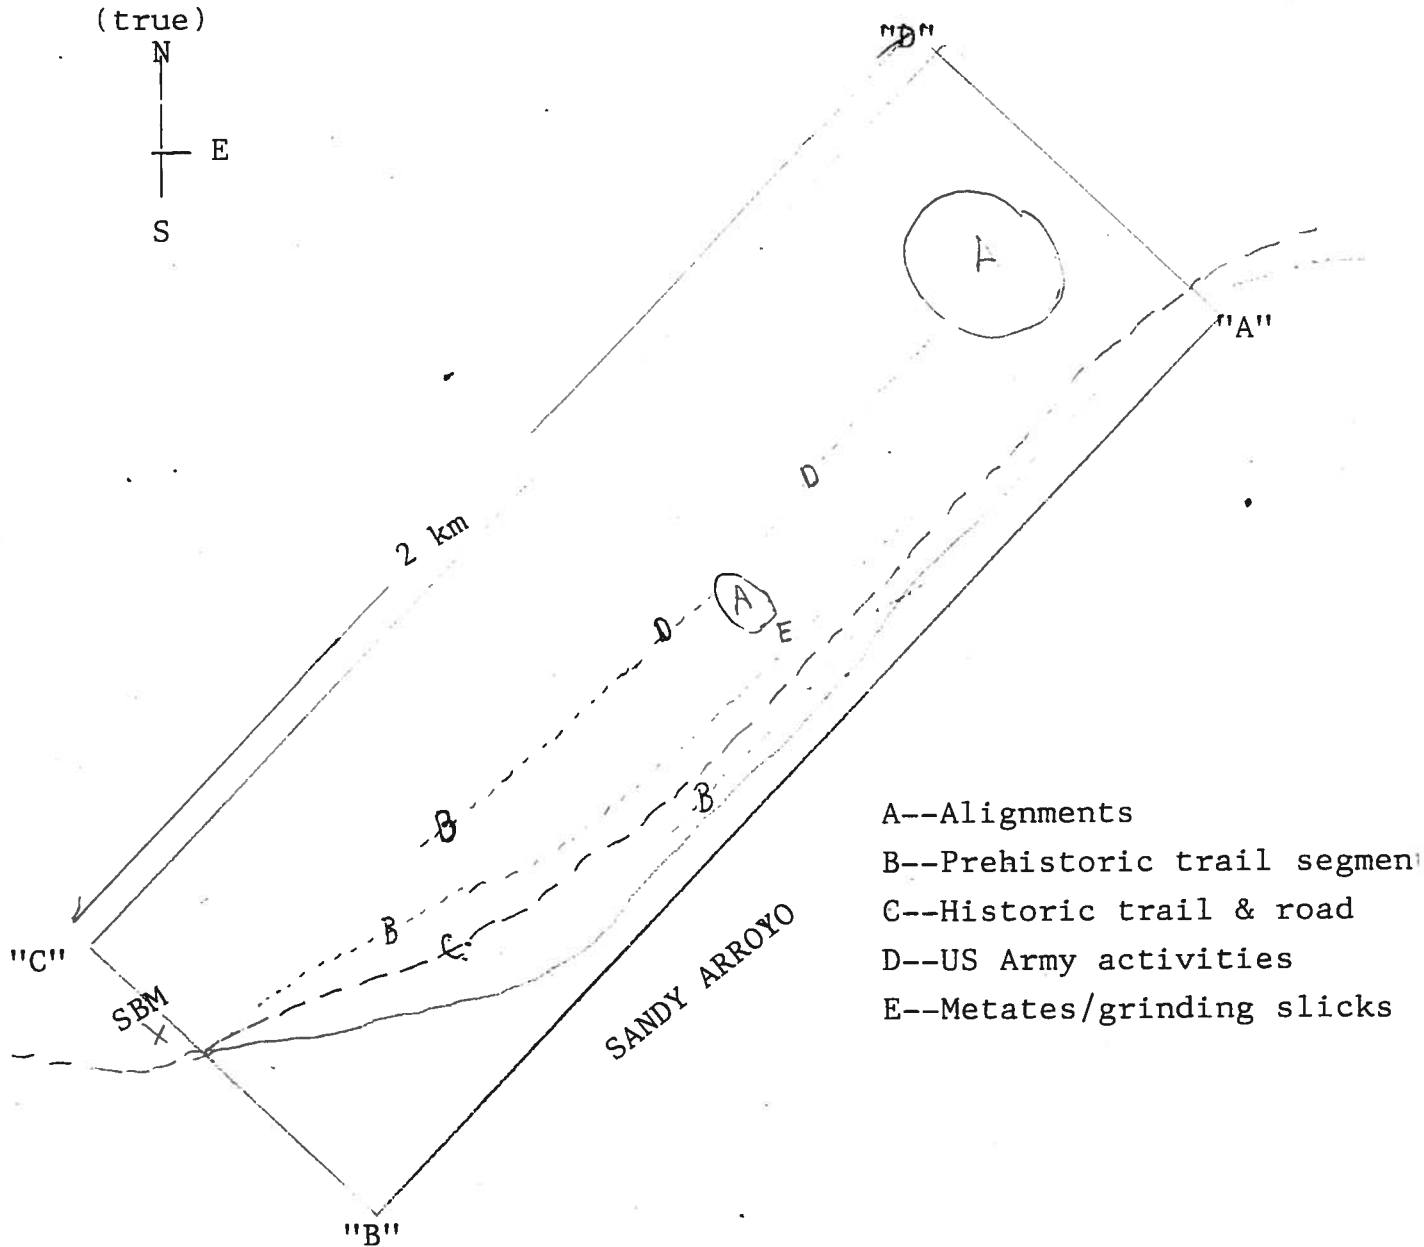 (true)
N
E
S
"D"
A
"A"
D
2 km
A
D
E
B
B
B
C
"C"
SBM
X
SANDY ARROYO
"B"
A--Alignments
B--Prehistoric trail segmen
C--Historic trail & road
D--US Army activities
E--Metates/grinding slicks